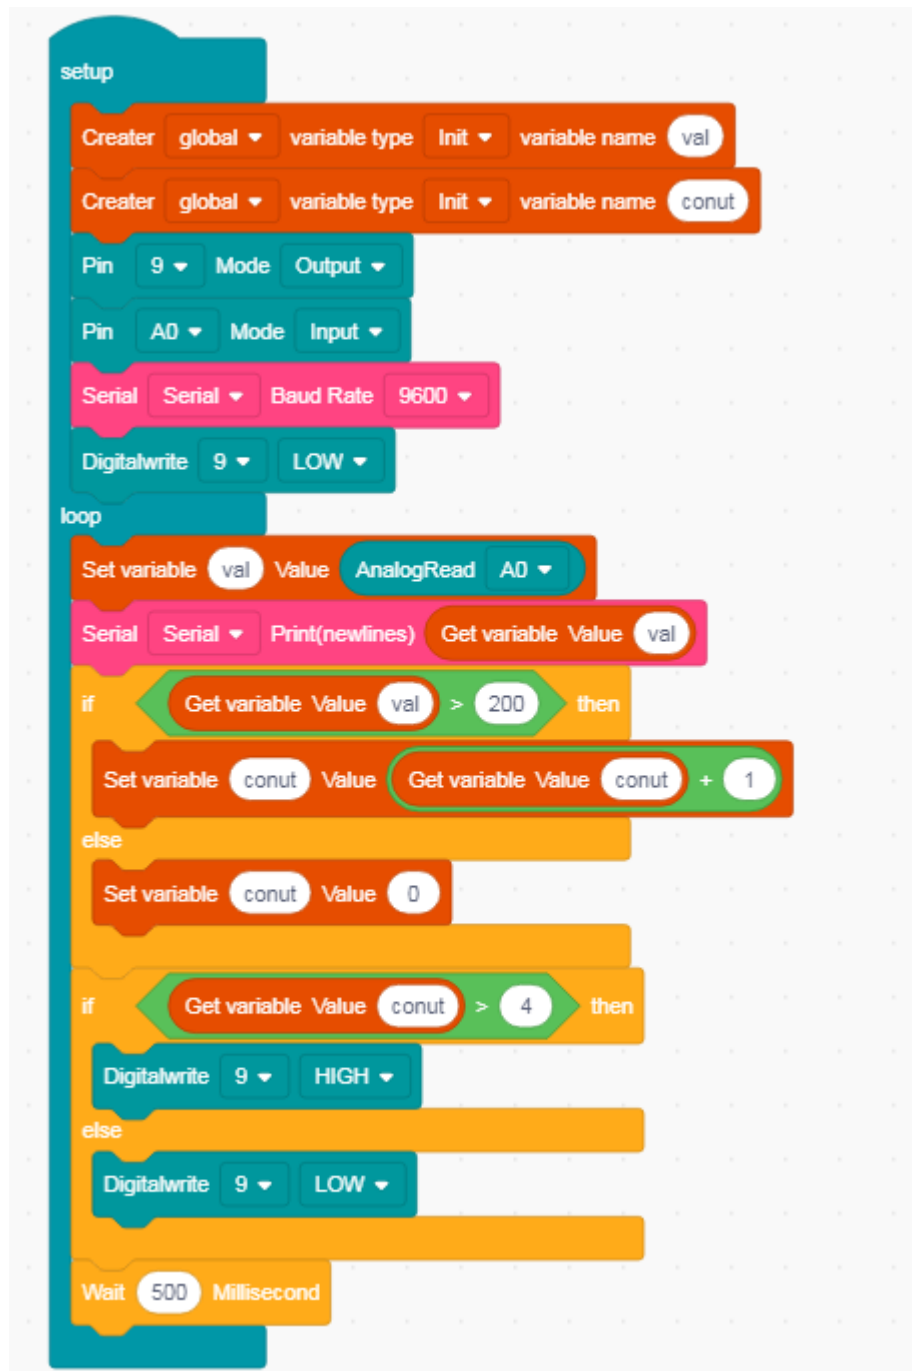 setup
Creater global variable type Init variable name val
Creater global variable type Init variable name conut
Pin 9 Mode Output
Pin A0 Mode Input
Serial Serial Baud Rate 9600
Digitalwrite 9 LOW
loop
Set variable val Value AnalogRead A0
Serial Serial Print(newlines) Get variable Value val
if Get variable Value val > 200 then
Set variable conut Value Get variable Value conut + 1
else
Set variable conut Value 0
if Get variable Value conut > 4 then
Digitalwrite 9 HIGH
else
Digitalwrite 9 LOW
Wait 500 Millisecond